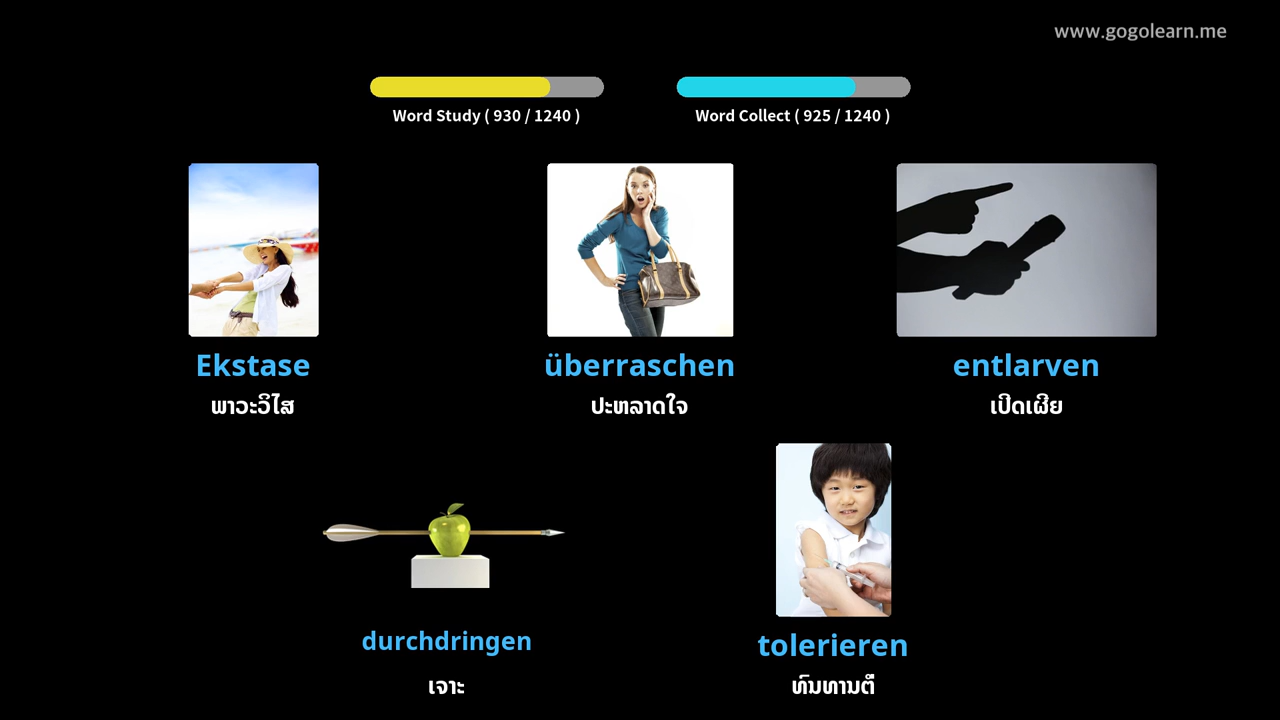 www.gogolearn.me
Word Study ( 930 / 1240 )
Word Collect ( 925 / 1240 )
Ekstase
überraschen
entlarven
ພາວະວິໄສ
ປະຫລາດໃຈ
ເປີດເຜີຍ
durchdringen
tolerieren
ເຈາະ
ທົນທານຕໍ່